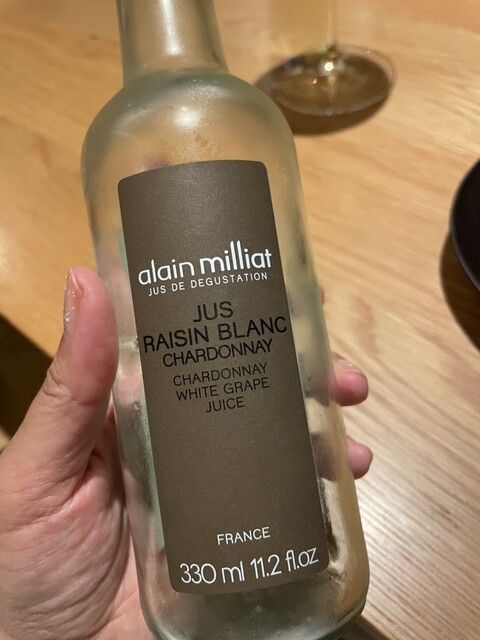 alain milliat
JUS DE DEGUSTATION
JUS
RAISIN BLANC
CHARDONNAY
CHARDONNAY
WHITE GRAPE
JUICE
FRANCE
330 ml 11.2 fl.oz